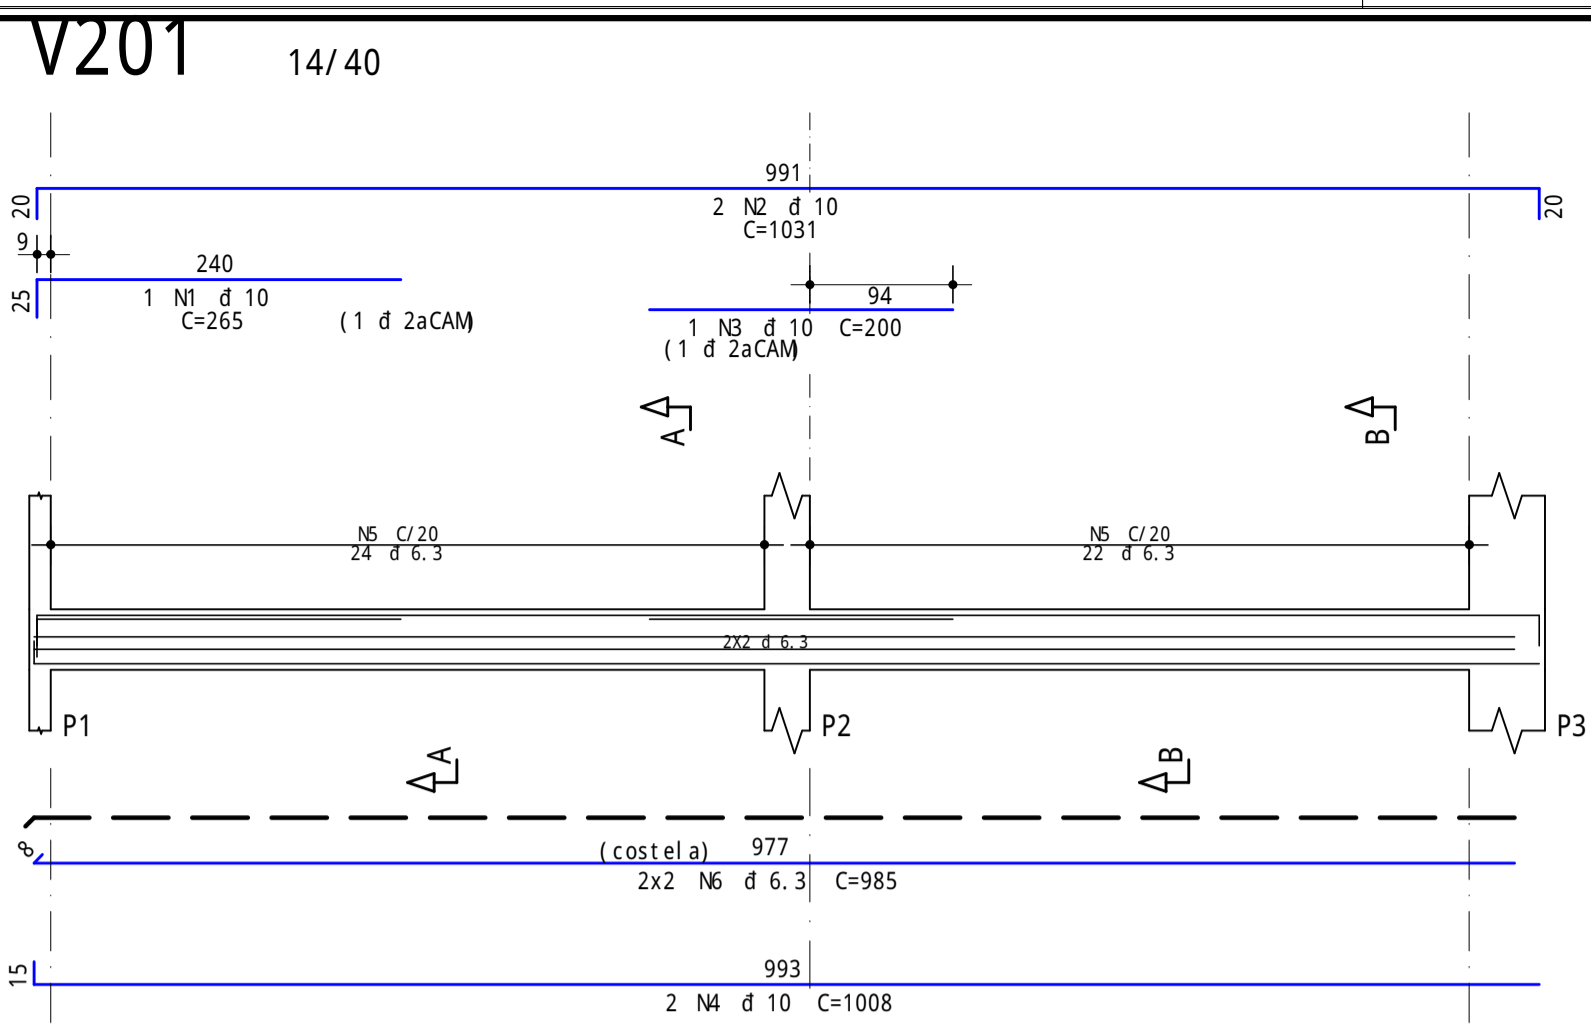 V201 14/40
991
20 20
2 N2 đ 10
C=1031
9
240
25
1 N1 đ 10
C=265 (1 đ 2aCAM)
94
1 N3 đ 10 C=200
(1 đ 2aCAM)
A B
N5 C/20
24 đ 6.3
N5 C/20
22 đ 6.3
2X2 đ 6.3
P1 P2 P3
A B
8
(costela) 977
2x2 N6 đ 6.3 C=985
15
993
2 N4 đ 10 C=1008